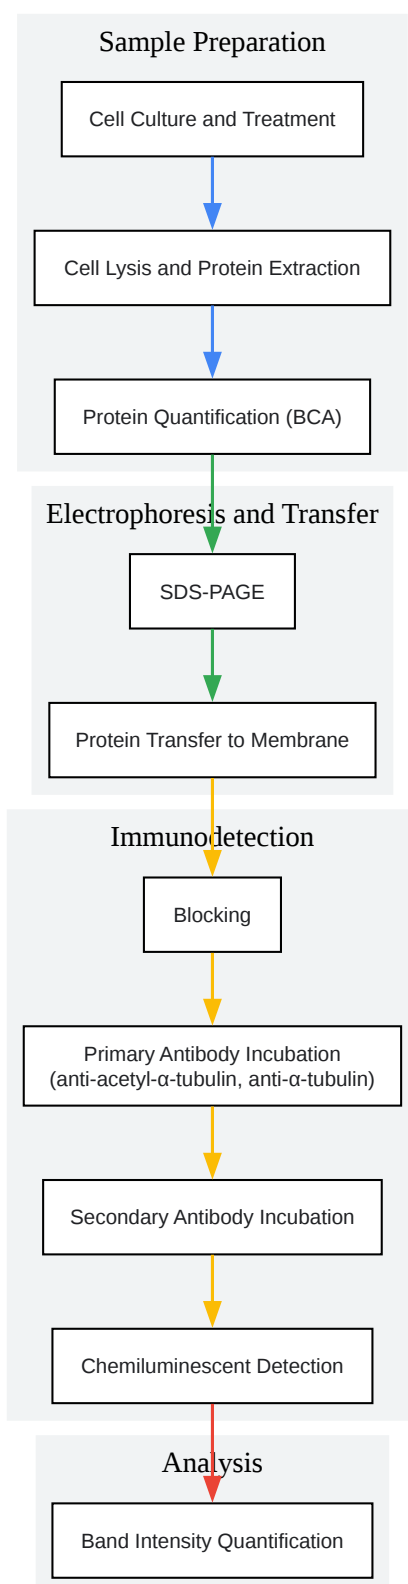 Sample Preparation
Cell Culture and Treatment
Cell Lysis and Protein Extraction
Protein Quantification (BCA)
Electrophoresis and Transfer
SDS-PAGE
Protein Transfer to Membrane
Immunodetection
Blocking
Primary Antibody Incubation
(anti-acetyl-α-tubulin, anti-α-tubulin)
Secondary Antibody Incubation
Chemiluminescent Detection
Analysis
Band Intensity Quantification